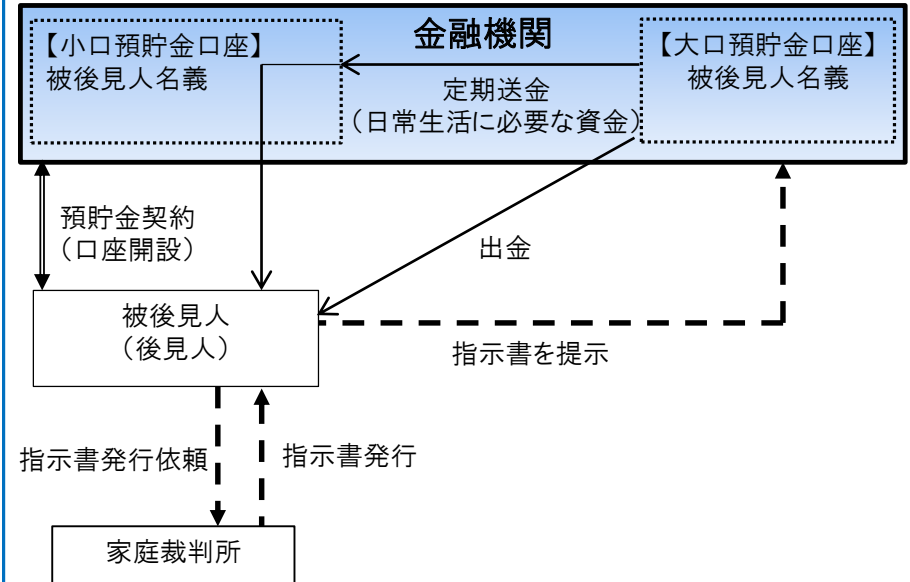 金融機関
【小口預貯金口座】
被後見人名義
【大口預貯金口座】
被後見人名義
定期送金
（日常生活に必要な資金）
預貯金契約
（口座開設）
出金
被後見人
（後見人）
指示書を提示
指示書発行依頼
指示書発行
家庭裁判所